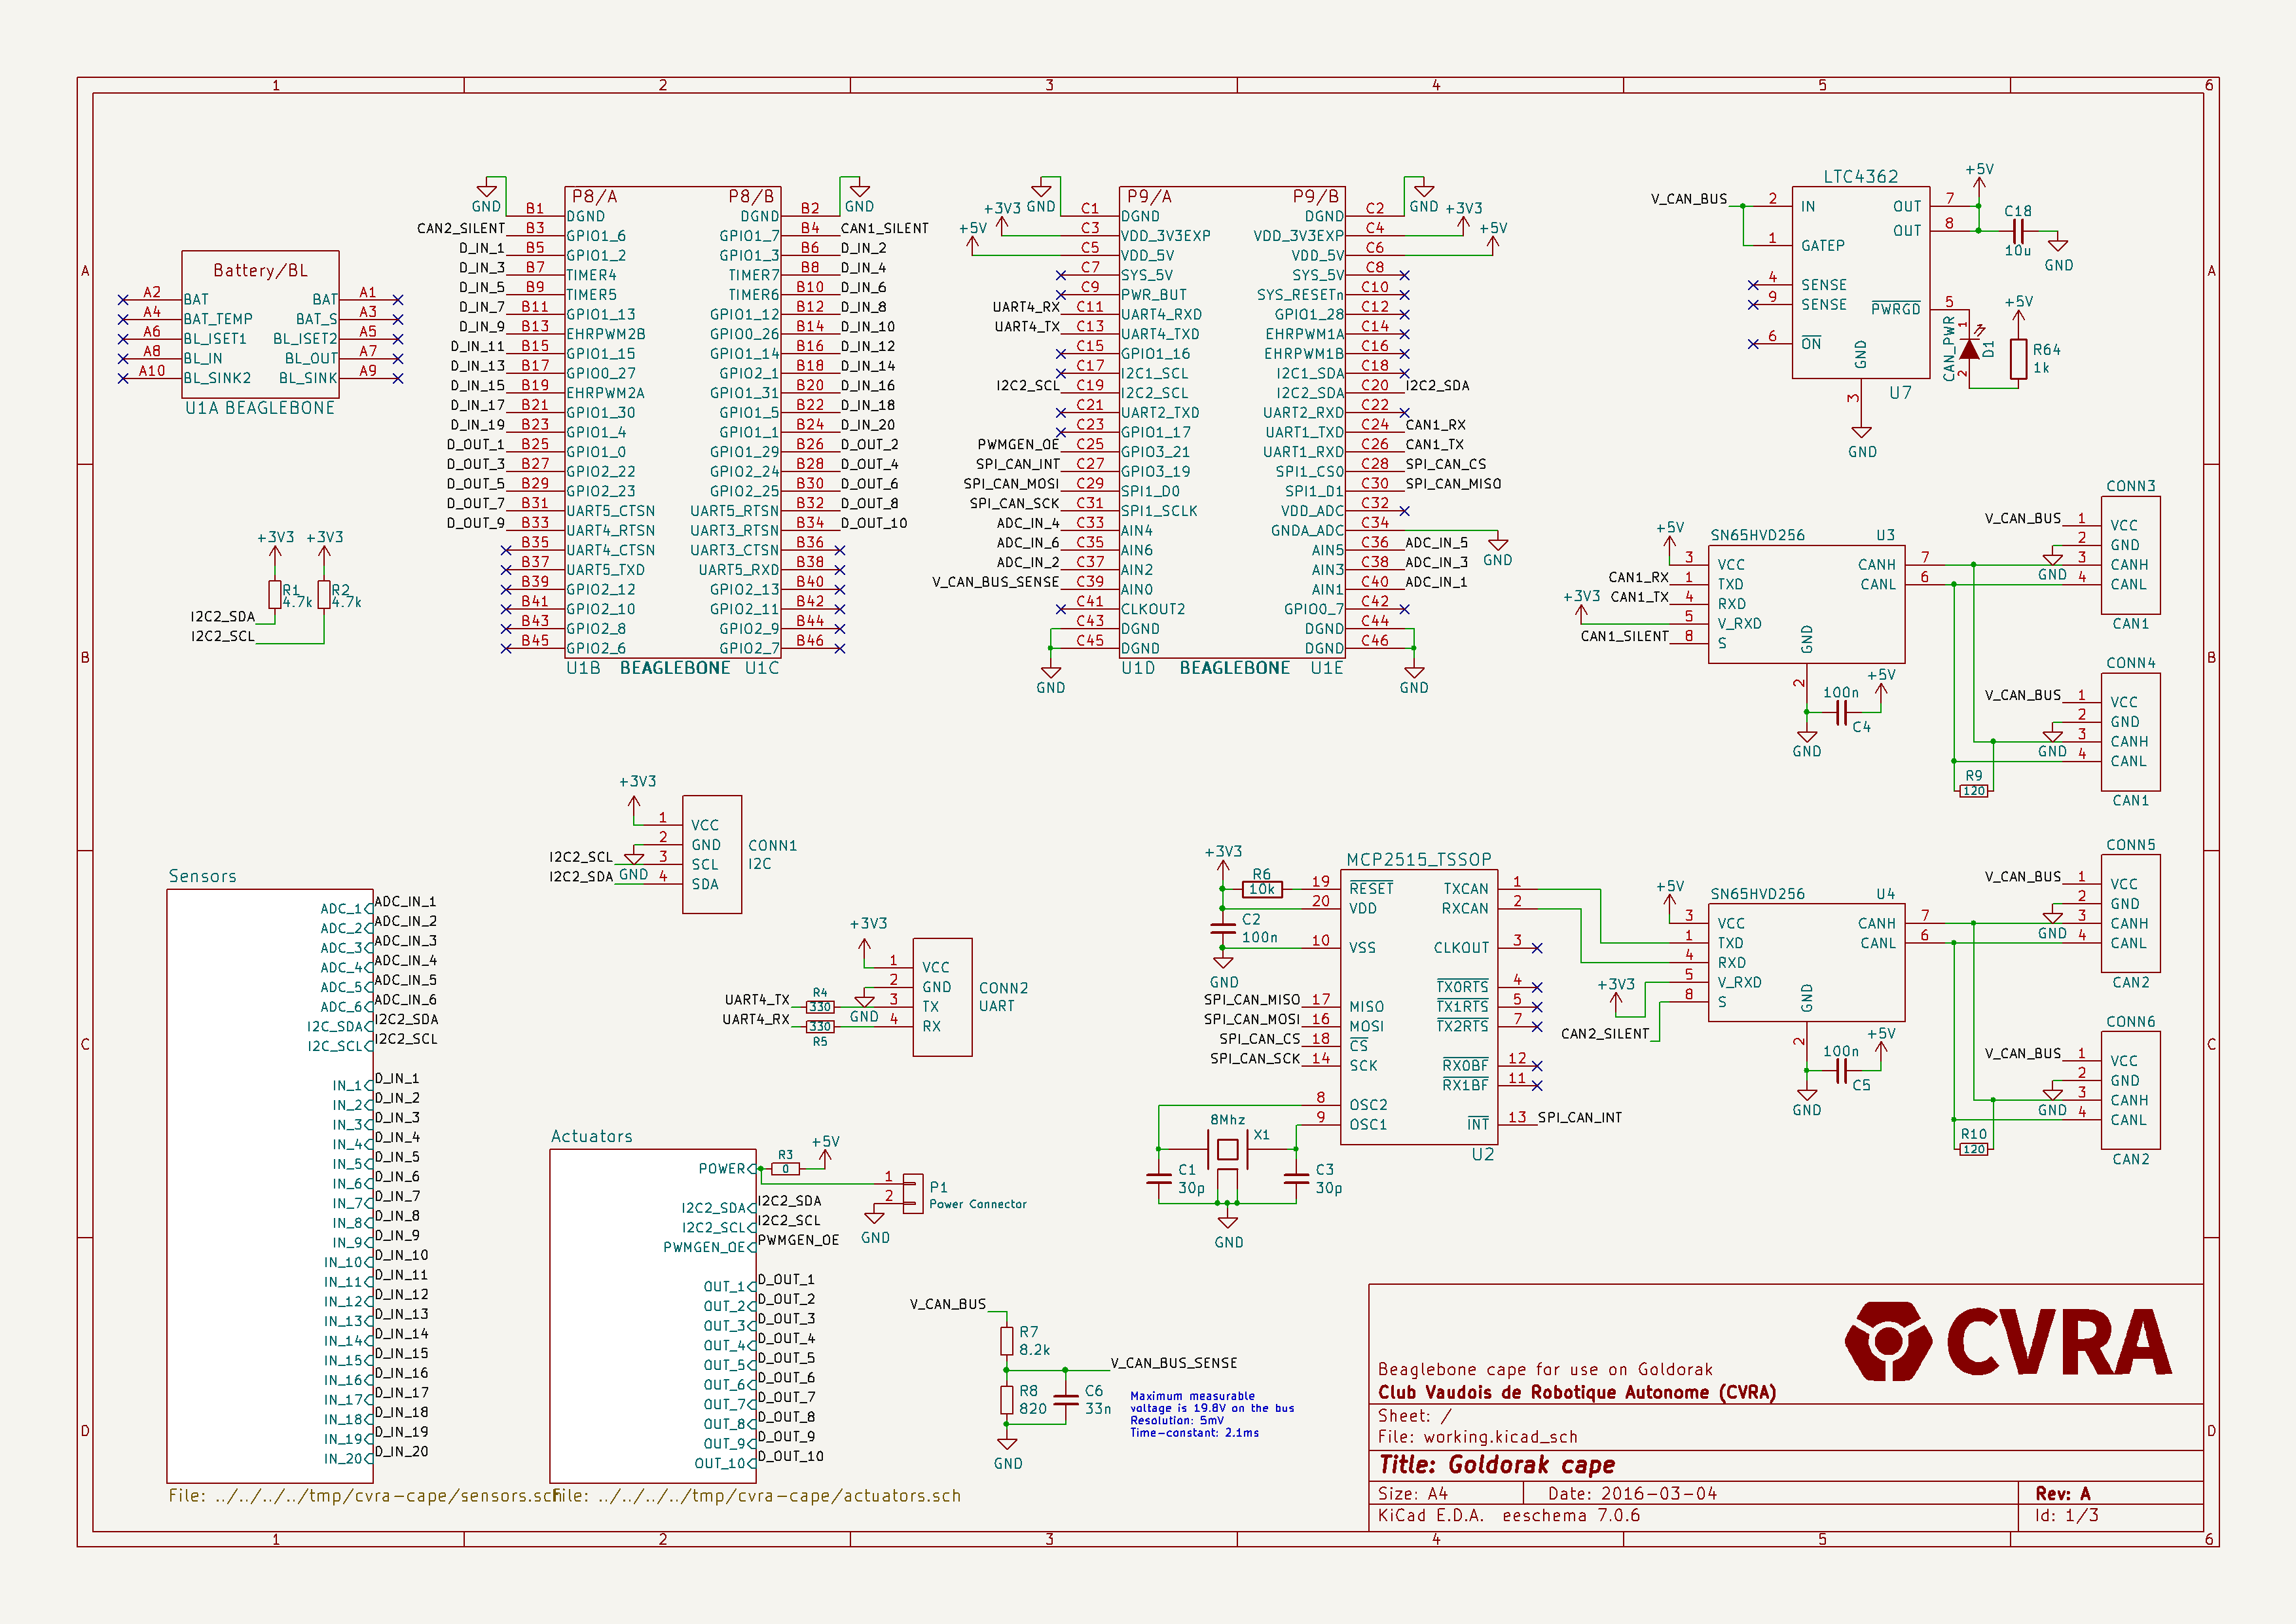 1 2 3 4 5 6
A
B
C
D
Battery/BL
A2 BAT BAT A1
A4 BAT_TEMP BAT_S A3
A6 BL_ISET1 BL_ISET2 A5
A8 BL_IN BL_OUT A7
A10 BL_SINK2 BL_SINK A9
U1A BEAGLEBONE
GND GND
P8/A P8/B
B1 DGND DGND B2
CAN2_SILENT B3 GPIO1_6 GPIO1_7 B4 CAN1_SILENT
D_IN_1 B5 GPIO1_2 GPIO1_3 B6 D_IN_2
D_IN_3 B7 TIMER4 TIMER7 B8 D_IN_4
D_IN_5 B9 TIMER5 TIMER6 B10 D_IN_6
D_IN_7 B11 GPIO1_13 GPIO1_12 B12 D_IN_8
D_IN_9 B13 EHRPWM2B GPIO0_26 B14 D_IN_10
D_IN_11 B15 GPIO1_15 GPIO1_14 B16 D_IN_12
D_IN_13 B17 GPIO0_27 GPIO2_1 B18 D_IN_14
D_IN_15 B19 EHRPWM2A GPIO1_31 B20 D_IN_16
D_IN_17 B21 GPIO1_30 GPIO1_5 B22 D_IN_18
D_IN_19 B23 GPIO1_4 GPIO1_1 B24 D_IN_20
D_OUT_1 B25 GPIO1_0 GPIO1_29 B26 D_OUT_2
D_OUT_3 B27 GPIO2_22 GPIO2_24 B28 D_OUT_4
D_OUT_5 B29 GPIO2_23 GPIO2_25 B30 D_OUT_6
D_OUT_7 B31 UART5_CTSN UART5_RTSN B32 D_OUT_8
D_OUT_9 B33 UART4_RTSN UART3_RTSN B34 D_OUT_10
B35 UART4_CTSN UART3_CTSN B36
B37 UART5_TXD UART5_RXD B38
B39 GPIO2_12 GPIO2_13 B40
B41 GPIO2_10 GPIO2_11 B42
B43 GPIO2_8 GPIO2_9 B44
B45 GPIO2_6 GPIO2_7 B46
U1B BEAGLEBONE U1C
+5V +3V3 GND GND +3V3 +5V
P9/A P9/B
C1 DGND DGND C2
C3 VDD_3V3EXP VDD_3V3EXP C4
C5 VDD_5V VDD_5V C6
C7 SYS_5V SYS_5V C8
C9 PWR_BUT SYS_RESETn C10
UART4_RX C11 UART4_RXD GPIO1_28 C12
UART4_TX C13 UART4_TXD EHRPWM1A C14
C15 GPIO1_16 EHRPWM1B C16
C17 I2C1_SCL I2C1_SDA C18
I2C2_SCL C19 I2C2_SCL I2C2_SDA C20 I2C2_SDA
C21 UART2_TXD UART2_RXD C22
C23 GPIO1_17 UART1_TXD C24 CAN1_RX
PWMGEN_OE C25 GPIO3_21 UART1_RXD C26 CAN1_TX
SPI_CAN_INT C27 GPIO3_19 SPI1_CS0 C28 SPI_CAN_CS
SPI_CAN_MOSI C29 SPI1_D0 SPI1_D1 C30 SPI_CAN_MISO
SPI_CAN_SCK C31 SPI1_SCLK VDD_ADC C32
ADC_IN_4 C33 AIN4 GNDA_ADC C34
ADC_IN_6 C35 AIN6 AIN5 C36 ADC_IN_5
ADC_IN_2 C37 AIN2 AIN3 C38 ADC_IN_3
V_CAN_BUS_SENSE C39 AIN0 AIN1 C40 ADC_IN_1
C41 CLKOUT2 GPIO0_7 C42
C43 DGND DGND C44
C45 DGND DGND C46
U1D BEAGLEBONE U1E
GND GND GND
LTC4362
V_CAN_BUS 2 IN OUT 7 +5V
1 GATEP OUT 8 C18
10u
GND
4 SENSE
9 SENSE PWRGD 5 +5V
6 ON
GND 3
GND
U7
CAN_PWR 1 2 D1
R64
1k
+3V3 +3V3
R1 R2
4.7k 4.7k
I2C2_SDA
I2C2_SCL
SN65HVD256 U3
+5V
3 VCC CANH 7
CAN1_RX 1 TXD CANL 6
CAN1_TX 4 RXD
+3V3 5 V_RXD
CAN1_SILENT 8 S
GND 2
GND
100n
C4
+5V
CONN3
V_CAN_BUS 1 VCC
2 GND
GND 3 CANH
4 CANL
CAN1
CONN4
V_CAN_BUS 1 VCC
2 GND
GND 3 CANH
4 CANL
CAN1
R9
120
+3V3
1 VCC
2 GND
I2C2_SCL 3 SCL
I2C2_SDA GND 4 SDA
CONN1
I2C
+3V3
1 VCC
2 GND
UART4_TX R4 330 GND 3 TX
UART4_RX 330 R5 4 RX
CONN2
UART
MCP2515_TSSOP
+3V3
R6
10k
19 RESET TXCAN 1
20 VDD RXCAN 2
C2
100n
GND
10 VSS CLKOUT 3
TX0RTS 4
SPI_CAN_MISO 17 MISO TX1RTS 5
SPI_CAN_MOSI 16 MOSI TX2RTS 7
SPI_CAN_CS 18 CS
SPI_CAN_SCK 14 SCK RX0BF 12
RX1BF 11
8 OSC2
9 OSC1 INT 13 SPI_CAN_INT
U2
8Mhz
X1
C1
30p
C3
30p
GND
SN65HVD256 U4
+5V
3 VCC CANH 7
1 TXD CANL 6
4 RXD
+3V3 5 V_RXD
CAN2_SILENT 8 S
GND 2
GND
100n
C5
+5V
CONN5
V_CAN_BUS 1 VCC
2 GND
GND 3 CANH
4 CANL
CAN2
CONN6
V_CAN_BUS 1 VCC
2 GND
GND 3 CANH
4 CANL
CAN2
R10
120
Sensors
ADC_1 ADC_IN_1
ADC_2 ADC_IN_2
ADC_3 ADC_IN_3
ADC_4 ADC_IN_4
ADC_5 ADC_IN_5
ADC_6 ADC_IN_6
I2C_SDA I2C2_SDA
I2C_SCL I2C2_SCL
IN_1 D_IN_1
IN_2 D_IN_2
IN_3 D_IN_3
IN_4 D_IN_4
IN_5 D_IN_5
IN_6 D_IN_6
IN_7 D_IN_7
IN_8 D_IN_8
IN_9 D_IN_9
IN_10 D_IN_10
IN_11 D_IN_11
IN_12 D_IN_12
IN_13 D_IN_13
IN_14 D_IN_14
IN_15 D_IN_15
IN_16 D_IN_16
IN_17 D_IN_17
IN_18 D_IN_18
IN_19 D_IN_19
IN_20 D_IN_20
File: ../../../../tmp/cvra-cape/sensors.sch
Actuators
POWER R3 0 +5V
I2C2_SDA I2C2_SDA
I2C2_SCL I2C2_SCL
PWMGEN_OE PWMGEN_OE
OUT_1 D_OUT_1
OUT_2 D_OUT_2
OUT_3 D_OUT_3
OUT_4 D_OUT_4
OUT_5 D_OUT_5
OUT_6 D_OUT_6
OUT_7 D_OUT_7
OUT_8 D_OUT_8
OUT_9 D_OUT_9
OUT_10 D_OUT_10
File: ../../../../tmp/cvra-cape/actuators.sch
1
2
P1
Power Connector
GND
V_CAN_BUS
R7
8.2k
V_CAN_BUS_SENSE
R8
820
C6
33n
GND
Maximum measurable
voltage is 19.8V on the bus
Resolution: 5mV
Time-constant: 2.1ms
CVRA
Beaglebone cape for use on Goldorak
Club Vaudois de Robotique Autonome (CVRA)
Sheet: /
File: working.kicad_sch
Title: Goldorak cape
Size: A4 Date: 2016-03-04 Rev: A
KiCad E.D.A. eeschema 7.0.6 Id: 1/3
A
B
C
D
1 2 3 4 5 6